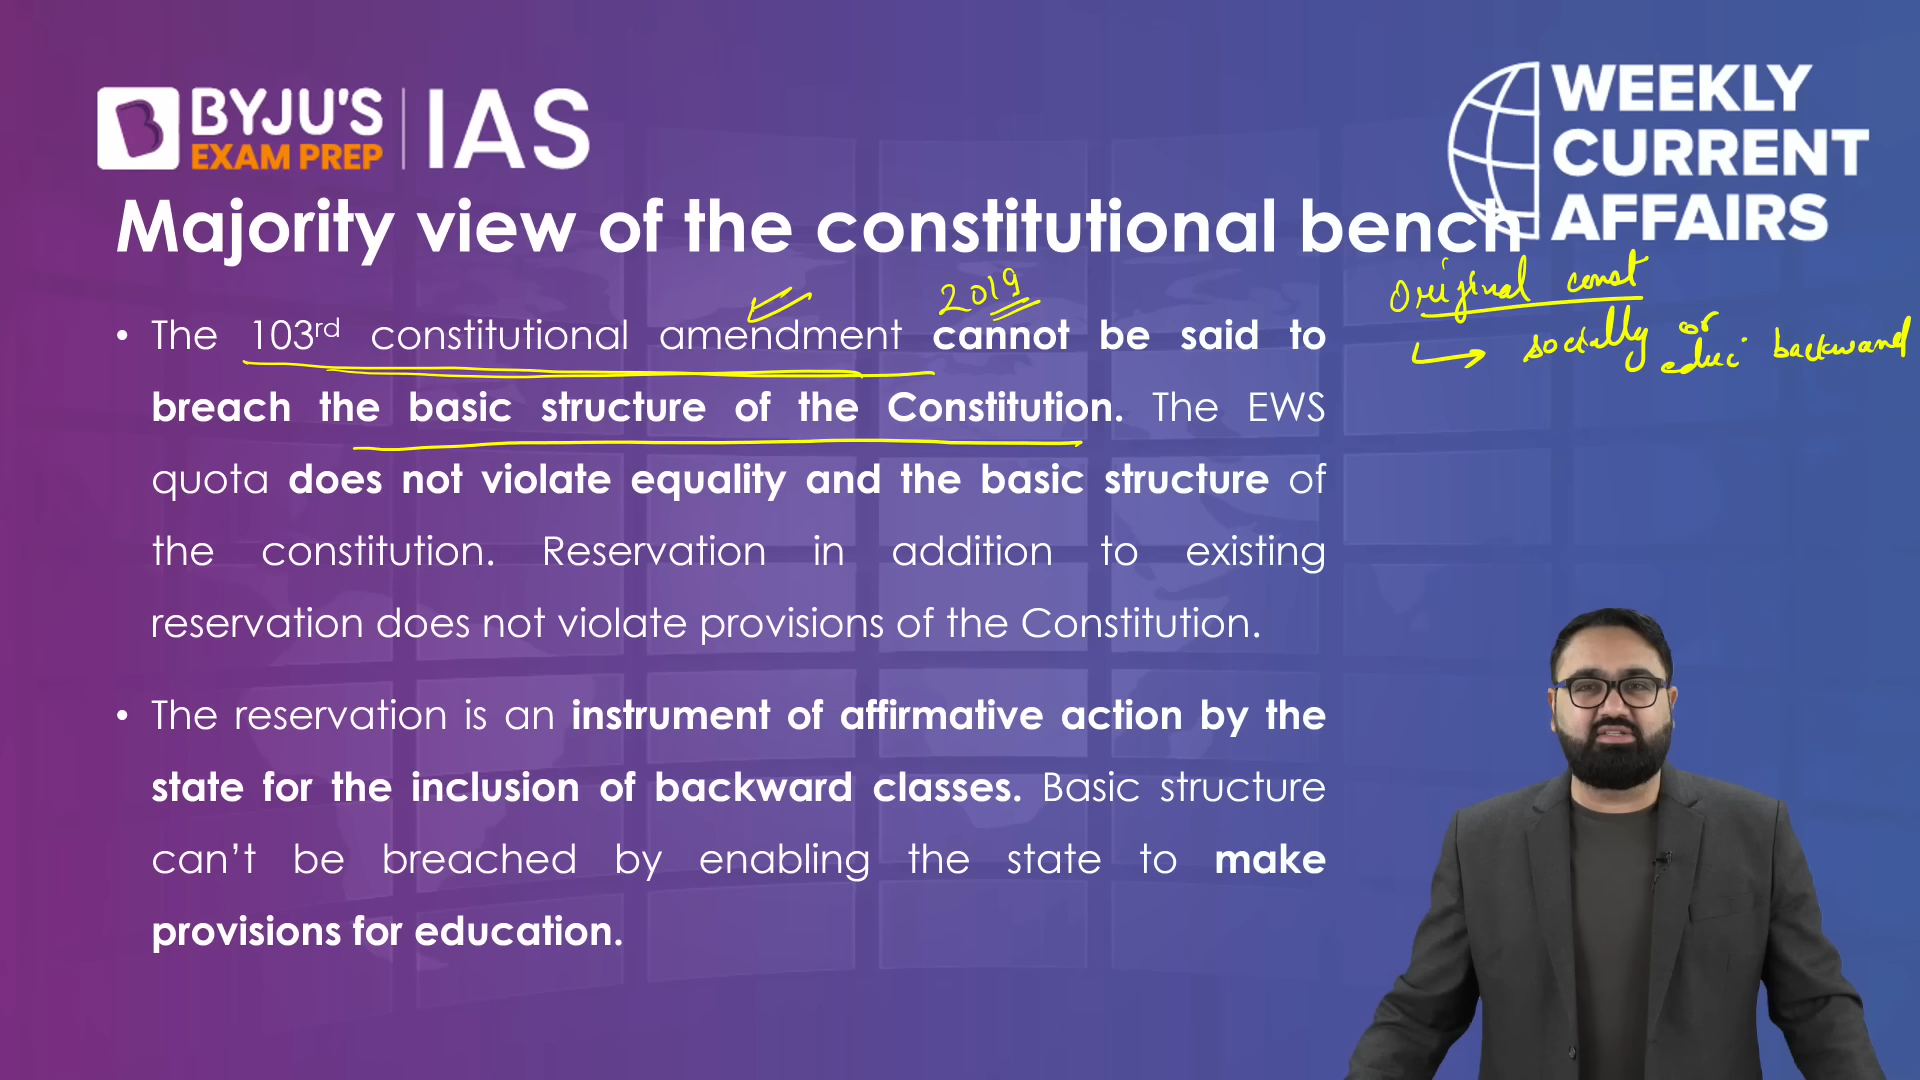 BYJU'S
EXAM PREP
IAS
WEEKLY
CURRENT
AFFAIRS
Majority view of the constitutional bench
2019
Original const
→ socially or educ. backward
• The 103rd constitutional amendment cannot be said to
breach the basic structure of the Constitution. The EWS
quota does not violate equality and the basic structure of
the constitution. Reservation in addition to existing
reservation does not violate provisions of the Constitution.
• The reservation is an instrument of affirmative action by the
state for the inclusion of backward classes. Basic structure
can’t be breached by enabling the state to make
provisions for education.